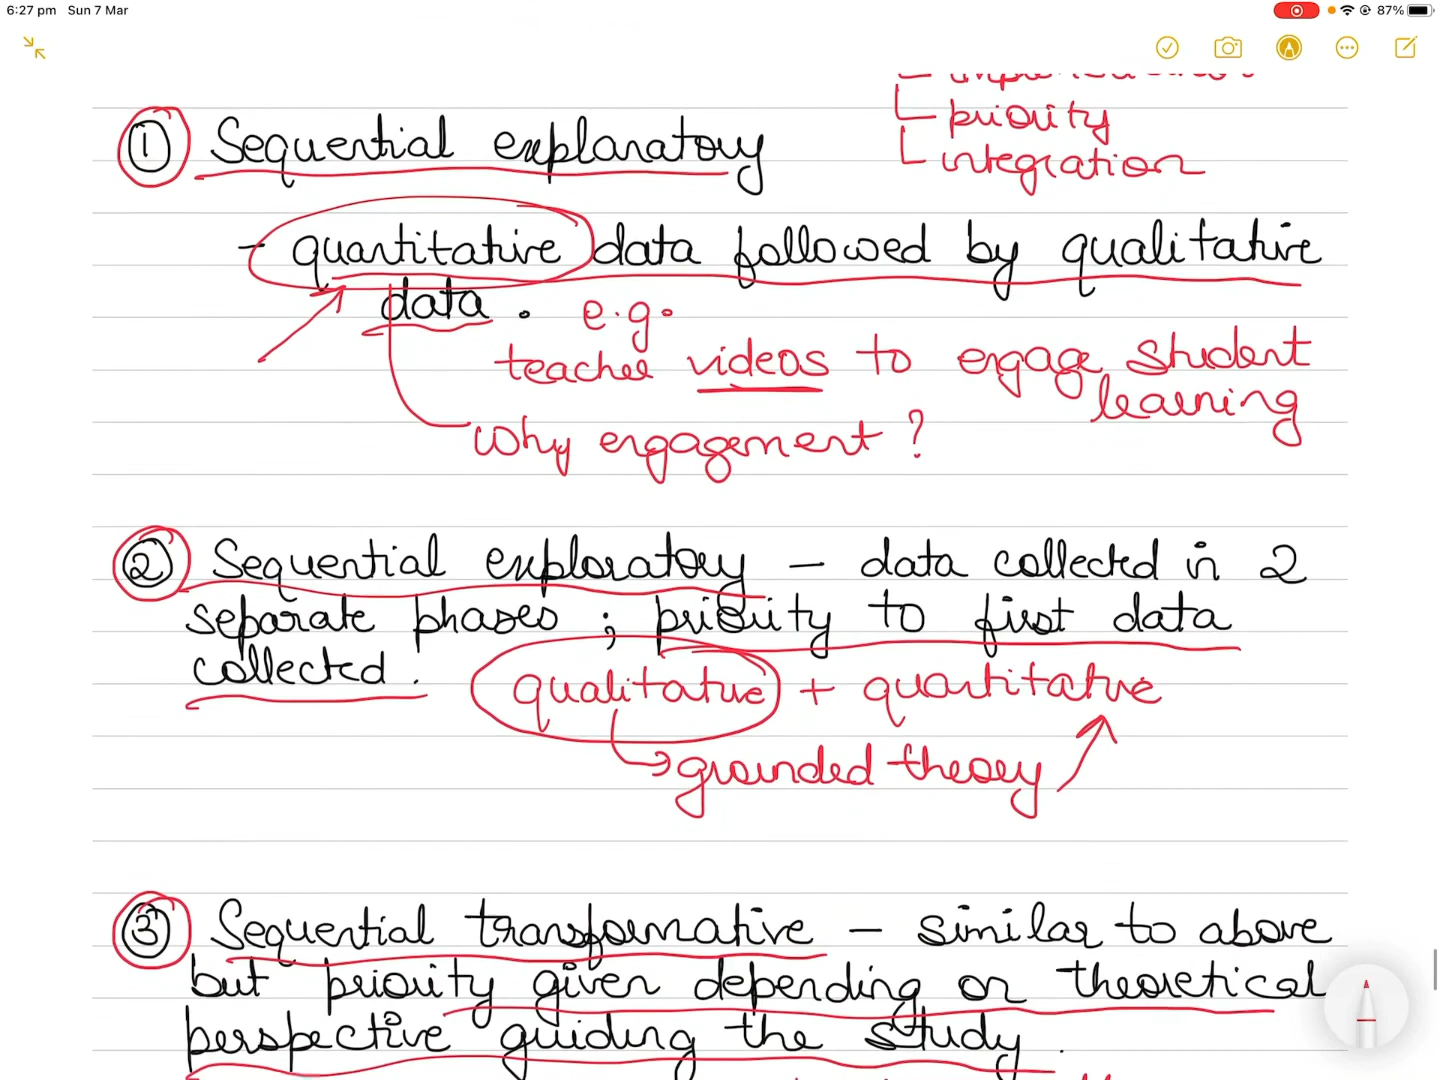 6:27 pm Sun 7 Mar
87%
priority
integration
① Sequential explanatory
- quantitative data followed by qualitative
data. e.g.
teacher videos to engage student
learning
why engagement ?
② Sequential exploratory - data collected in 2
separate phases ; priority to first data
collected.
qualitative + quantitative
grounded theory
③ Sequential transformative - similar to above
but priority given depending on theoretical
perspective guiding the study.